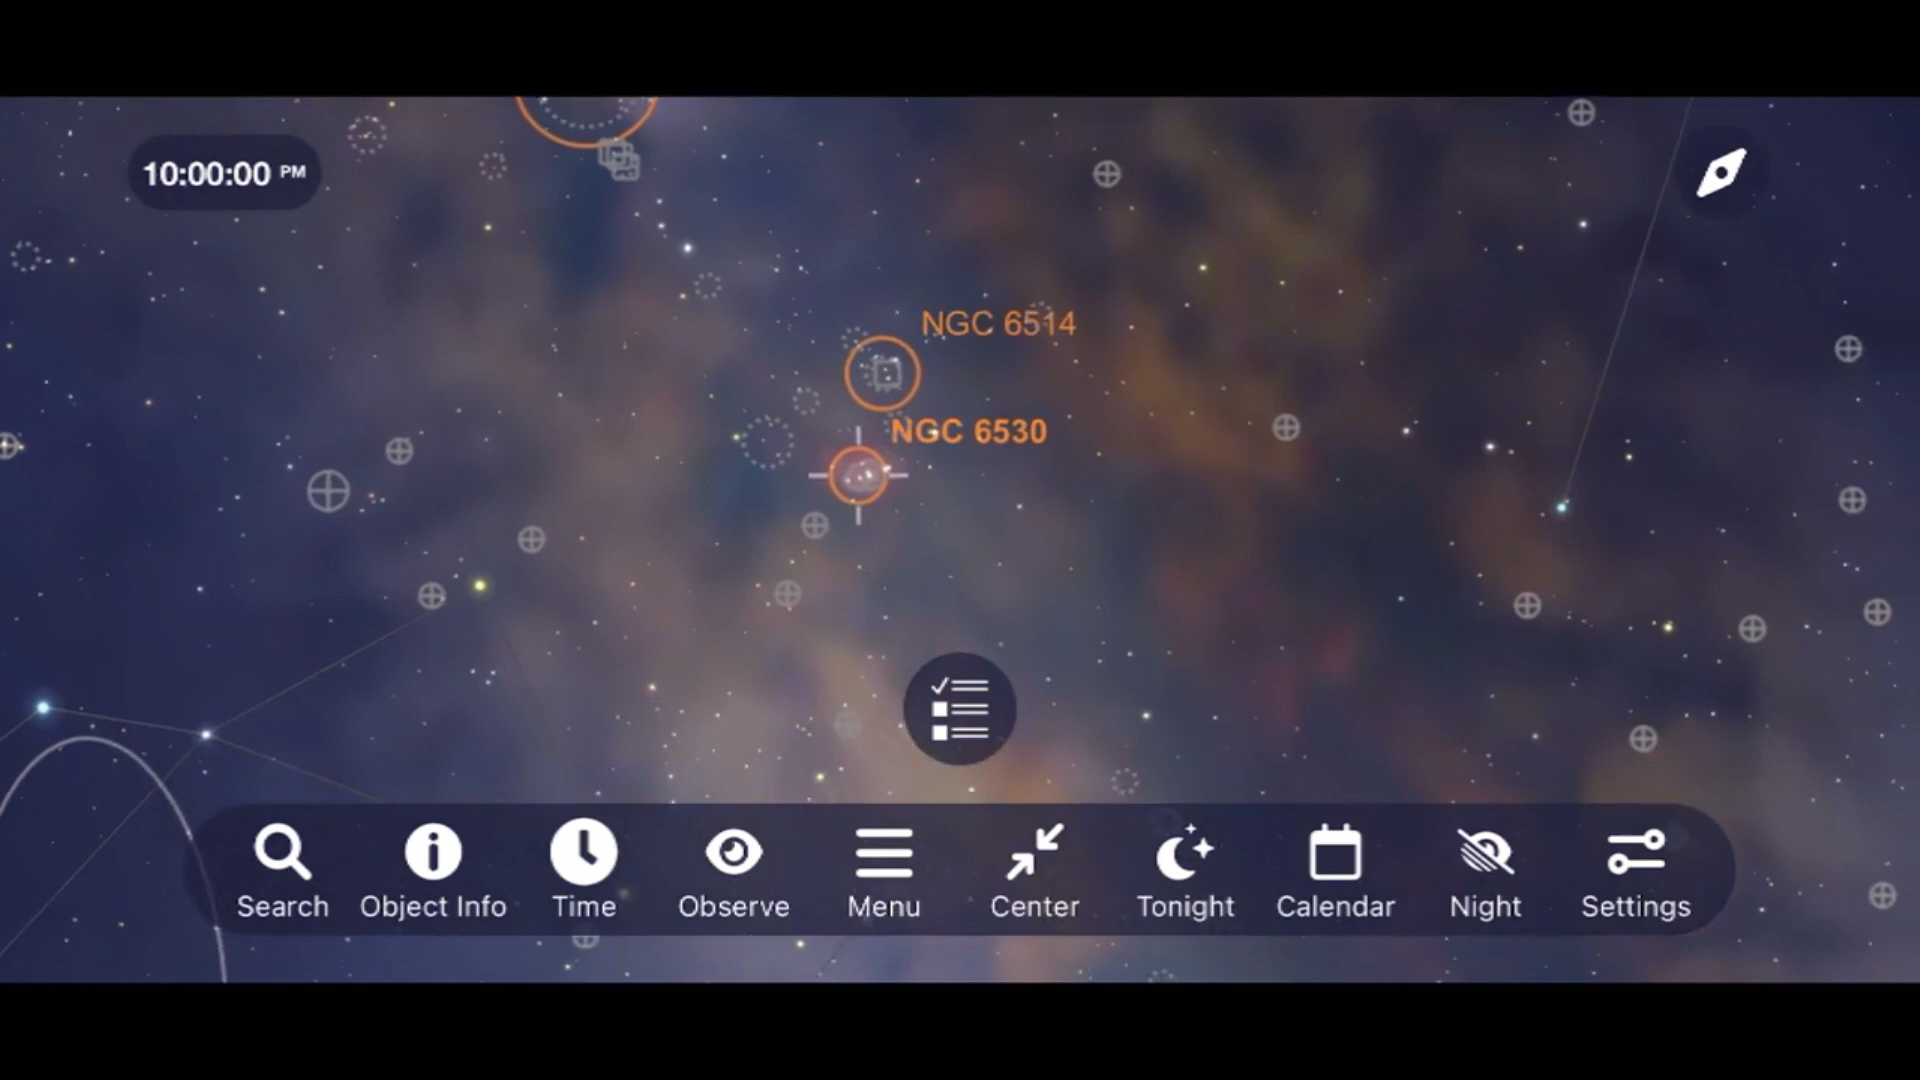 10:00:00 PM
NGC 6514
NGC 6530
Search Object Info Time Observe Menu Center Tonight Calendar Night Settings